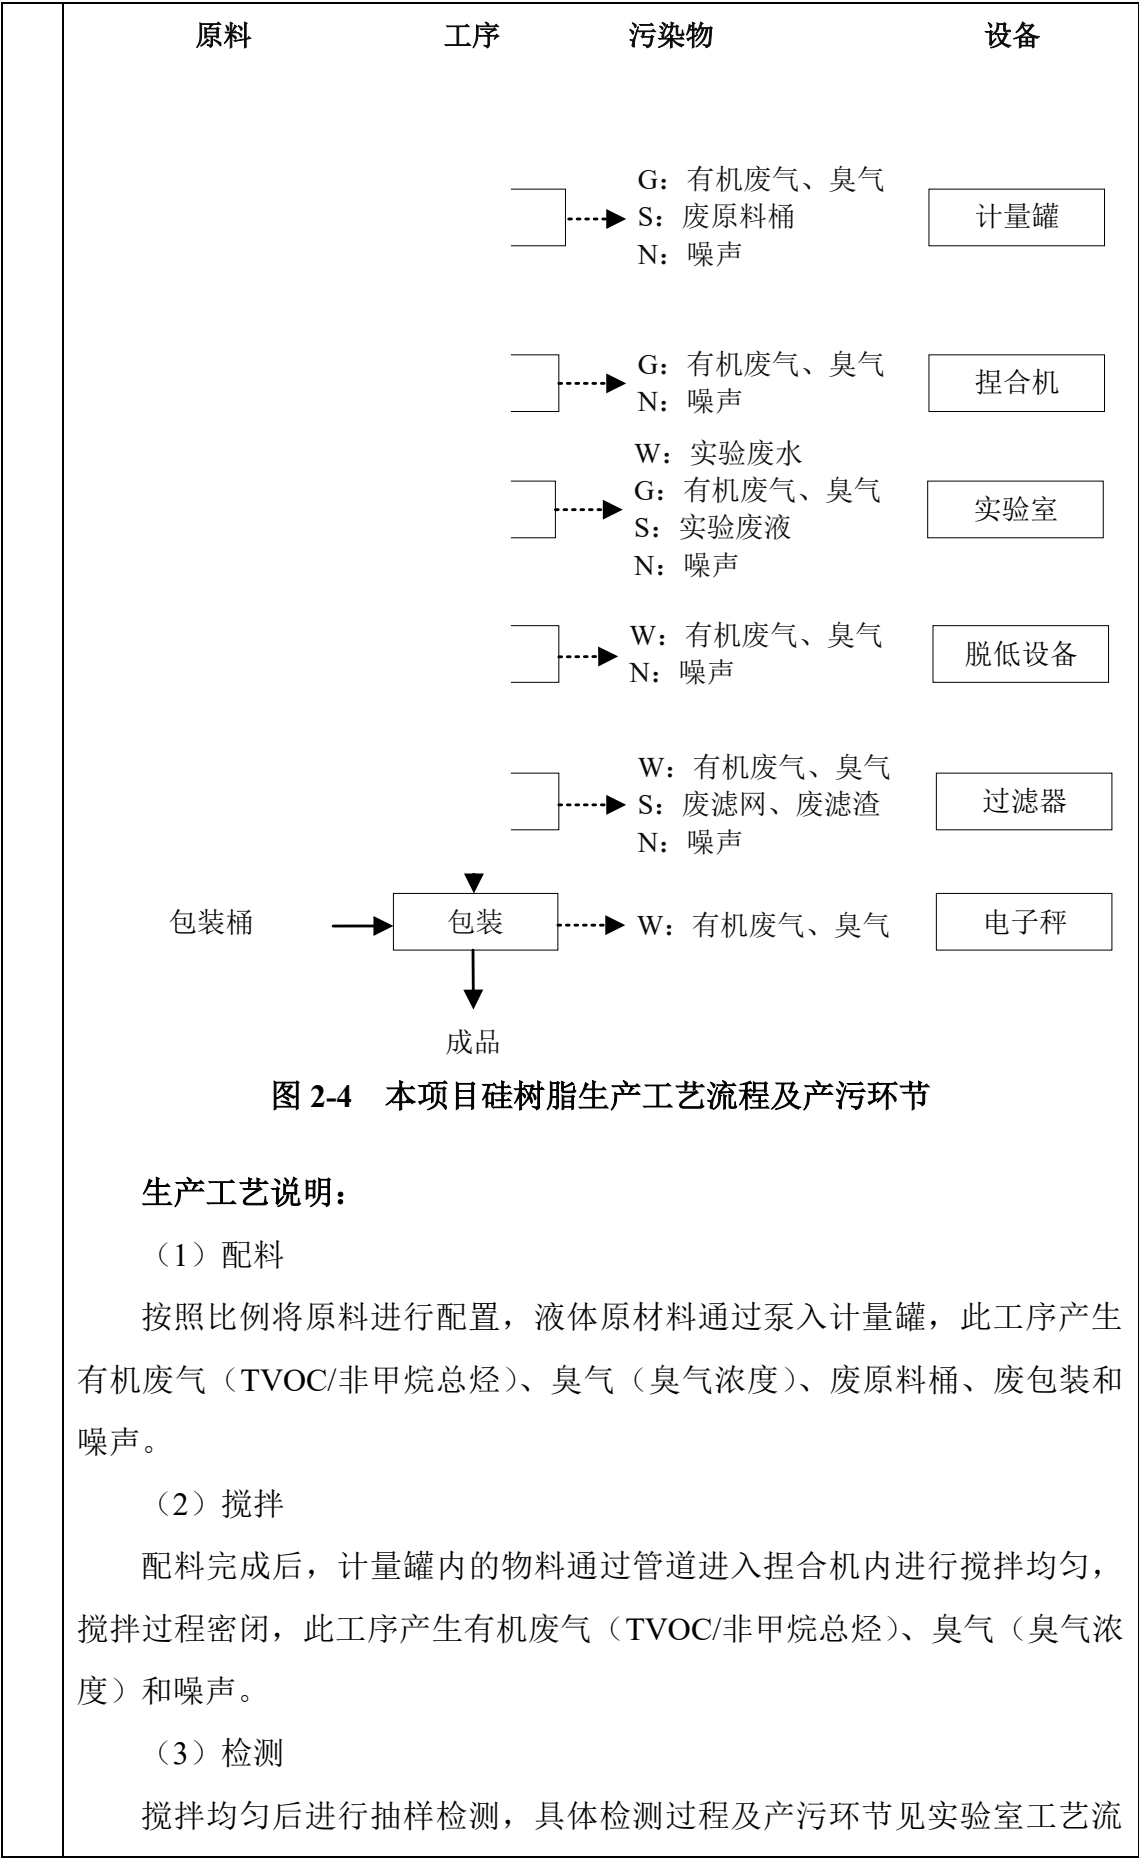 原料 工序 污染物 设备
G：有机废气、臭气
S：废原料桶 计量罐
N：噪声
G：有机废气、臭气 捏合机
N：噪声
W：实验废水
G：有机废气、臭气 实验室
S：实验废液
N：噪声
W：有机废气、臭气 脱低设备
N：噪声
W：有机废气、臭气
S：废滤网、废滤渣 过滤器
N：噪声
包装桶 包装 W：有机废气、臭气 电子秤
成品
图 2-4 本项目硅树脂生产工艺流程及产污环节
生产工艺说明：
（1）配料
按照比例将原料进行配置，液体原材料通过泵入计量罐，此工序产生
有机废气（TVOC/非甲烷总烃）、臭气（臭气浓度）、废原料桶、废包装和
噪声。
（2）搅拌
配料完成后，计量罐内的物料通过管道进入捏合机内进行搅拌均匀，
搅拌过程密闭，此工序产生有机废气（TVOC/非甲烷总烃）、臭气（臭气浓
度）和噪声。
（3）检测
搅拌均匀后进行抽样检测，具体检测过程及产污环节见实验室工艺流